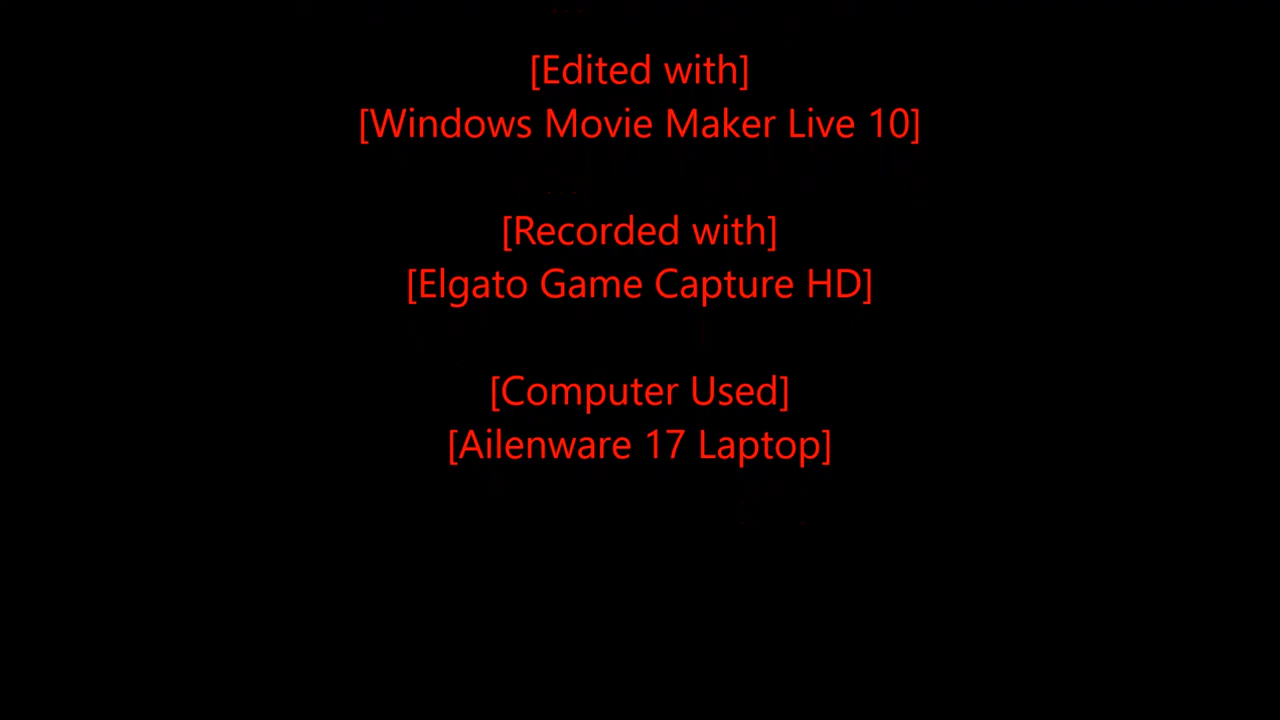 [Edited with]
[Windows Movie Maker Live 10]
[Recorded with]
[Elgato Game Capture HD]
[Computer Used]
[Ailenware 17 Laptop]